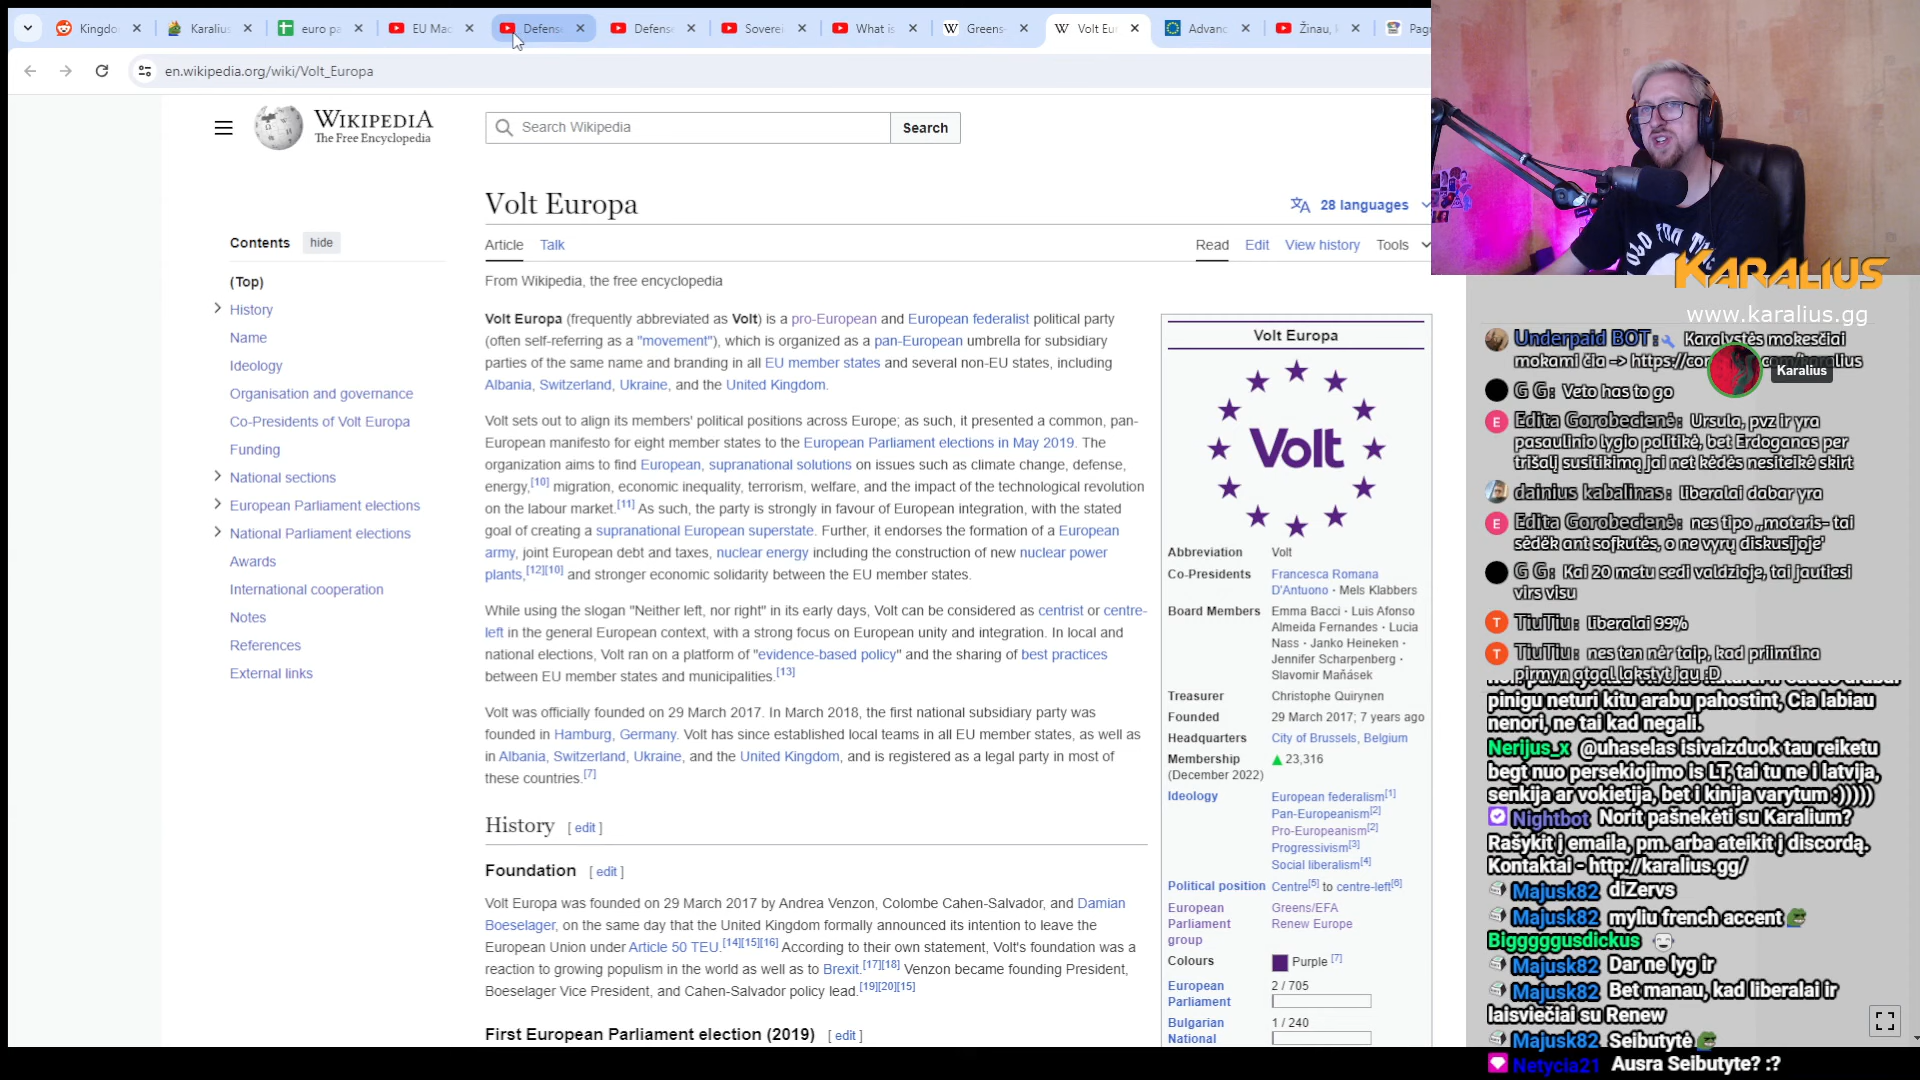 Kingdo
Karalius
euro pa
EU Mac
Defens
Defens
Soverei
What is
Greens-
Volt Eu
Advanc
Žinau, k
Pag
en.wikipedia.org/wiki/Volt_Europa
WIKIPEDIA
The Free Encyclopedia
Search Wikipedia
Search
Volt Europa
28 languages
Contents hide
Article Talk
Read Edit View history Tools
From Wikipedia, the free encyclopedia
(Top)
History
Name
Ideology
Organisation and governance
Co-Presidents of Volt Europa
Funding
National sections
European Parliament elections
National Parliament elections
Awards
International cooperation
Notes
References
External links
Volt Europa (frequently abbreviated as Volt) is a pro-European and European federalist political party
(often self-referring as a "movement"), which is organized as a pan-European umbrella for subsidiary
parties of the same name and branding in all EU member states and several non-EU states, including
Albania, Switzerland, Ukraine, and the United Kingdom.
Volt sets out to align its members' political positions across Europe; as such, it presented a common, pan-
European manifesto for eight member states to the European Parliament elections in May 2019. The
organization aims to find European, supranational solutions on issues such as climate change, defense,
energy,[10] migration, economic inequality, terrorism, welfare, and the impact of the technological revolution
on the labour market.[11] As such, the party is strongly in favour of European integration, with the stated
goal of creating a supranational European superstate. Further, it endorses the formation of a European
army, joint European debt and taxes, nuclear energy including the construction of new nuclear power
plants,[12][10] and stronger economic solidarity between the EU member states.
While using the slogan "Neither left, nor right" in its early days, Volt can be considered as centrist or centre-
left in the general European context, with a strong focus on European unity and integration. In local and
national elections, Volt ran on a platform of "evidence-based policy" and the sharing of best practices
between EU member states and municipalities.[13]
Volt was officially founded on 29 March 2017. In March 2018, the first national subsidiary party was
founded in Hamburg, Germany. Volt has since established local teams in all EU member states, as well as
in Albania, Switzerland, Ukraine, and the United Kingdom, and is registered as a legal party in most of
these countries.[7]
History [ edit ]
Foundation [ edit ]
Volt Europa was founded on 29 March 2017 by Andrea Venzon, Colombe Cahen-Salvador, and Damian
Boeselager, on the same day that the United Kingdom formally announced its intention to leave the
European Union under Article 50 TEU.[14][15][16] According to their own statement, Volt's foundation was a
reaction to growing populism in the world as well as to Brexit.[17][18] Venzon became founding President,
Boeselager Vice President, and Cahen-Salvador policy lead.[19][20][15]
First European Parliament election (2019) [ edit ]
Volt Europa
Volt
Abbreviation Volt
Co-Presidents Francesca Romana
D'Antuono · Mels Klabbers
Board Members Emma Bacci · Luis Afonso
Almeida Fernandes · Lucia
Nass · Janko Heineken ·
Jennifer Scharpenberg ·
Slavomir Maňásek
Treasurer Christophe Quirynen
Founded 29 March 2017; 7 years ago
Headquarters City of Brussels, Belgium
Membership ▲ 23,316
(December 2022)
Ideology European federalism[1]
Pan-Europeanism[2]
Pro-Europeanism[2]
Progressivism[3]
Social liberalism[4]
Political position Centre[5] to centre-left[6]
European Greens/EFA
Parliament Renew Europe
group
Colours Purple [7]
European 2 / 705
Parliament
Bulgarian 1 / 240
National
KARALIUS
www.karalius.gg
Underpaid BOT: Karalystės mokesčiai
mokami čia -> https://con
Karalius
G G: Veto has to go
Edita Gorobecienė: Ursula, pvz ir yra
pasaulinio lygio politikė, bet Erdoganas per
trišalį susitikimą jai net kėdės nesiteikė skirt
dainius kabalinas: liberalai dabar yra
Edita Gorobecienė: nes tipo „moteris- tai
sėdėk ant sofkutės, o ne vyrų diskusijoje'
G G: Kai 20 metu sedi valdzioje, tai jautiesi
virs visu
TiuTiu: liberalai 99%
TiuTiu: nes ten nėr taip, kad priimtina
pirmyn atgal lakstyt jau :D
pinigu neturi kitu arabu pahostint, Cia labiau
nenori, ne tai kad negali.
Nerijus_x @uhaselas isivaizduok tau reiketu
begt nuo persekiojimo is LT, tai tu ne i latvija,
senkija ar vokietija, bet i kinija varytum :)))))
Nightbot Norit pašnekėti su Karalium?
Rašykit į emailą, pm. arba ateikit į discordą.
Kontaktai - http://karalius.gg/
Majusk82 diZervs
Majusk82 myliu french accent
Bigggggusdickus
Majusk82 Dar ne lyg ir
Majusk82 Bet manau, kad liberalai ir
laisviečiai su Renew
Majusk82 Seibutytė
Netycia21 Ausra Seibutyte? :?